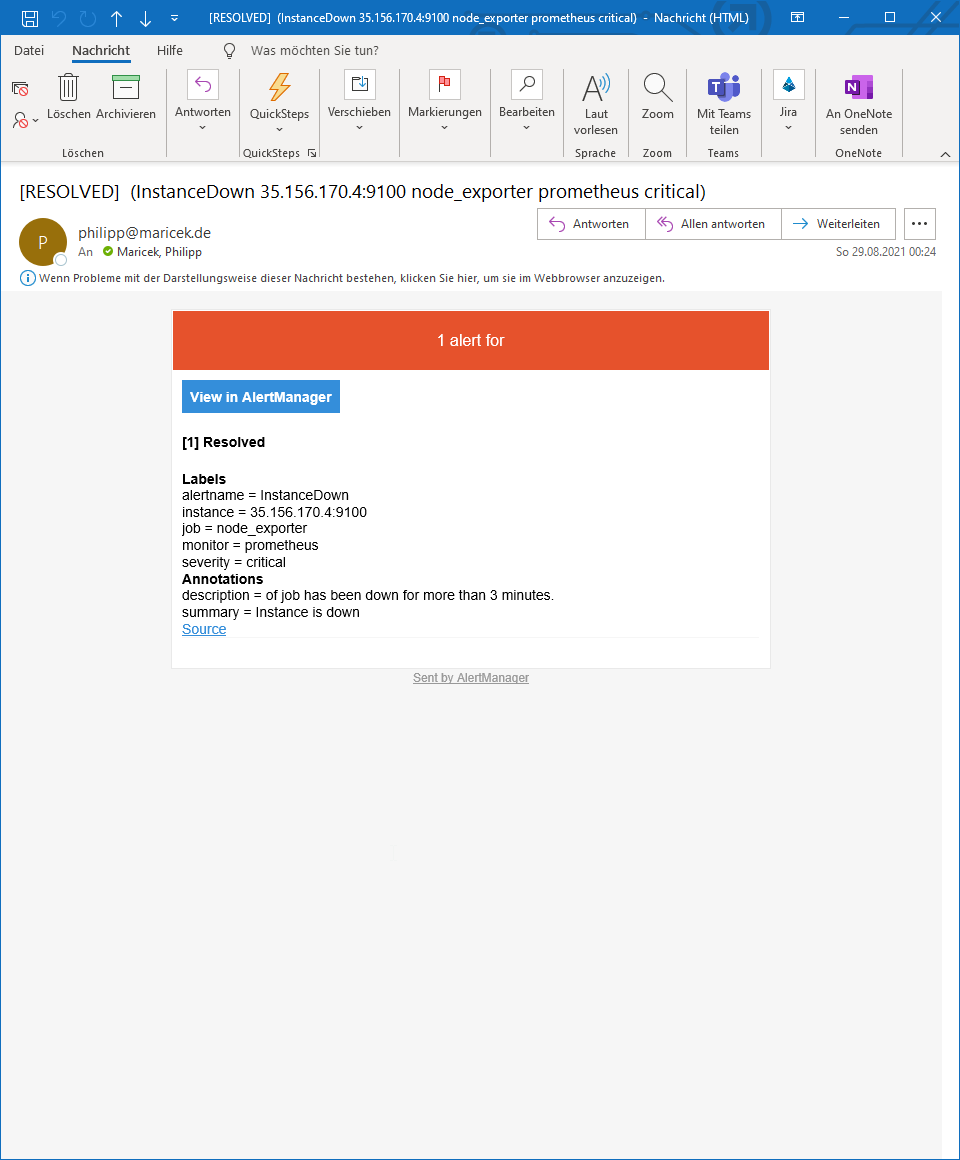 [RESOLVED]  (InstanceDown 35.156.170.4:9100 node_exporter prometheus critical)  -  Nachricht (HTML)
Datei Nachricht Hilfe Was möchten Sie tun?
Löschen Archivieren Antworten QuickSteps Verschieben Markierungen Bearbeiten Laut vorlesen Zoom Mit Teams teilen Jira An OneNote senden
Löschen QuickSteps Sprache Zoom Teams OneNote
[RESOLVED]  (InstanceDown 35.156.170.4:9100 node_exporter prometheus critical)
P
philipp@maricek.de
An Maricek, Philipp
Antworten Allen antworten Weiterleiten
So 29.08.2021 00:24
Wenn Probleme mit der Darstellungsweise dieser Nachricht bestehen, klicken Sie hier, um sie im Webbrowser anzuzeigen.
1 alert for
View in AlertManager
[1] Resolved
Labels
alertname = InstanceDown
instance = 35.156.170.4:9100
job = node_exporter
monitor = prometheus
severity = critical
Annotations
description = of job has been down for more than 3 minutes.
summary = Instance is down
Source
Sent by AlertManager